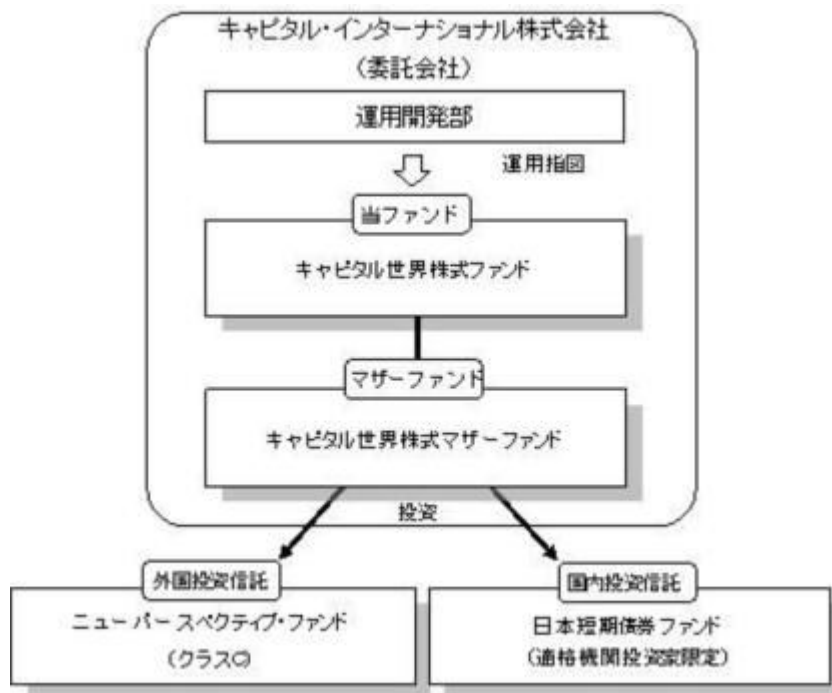 キャピタル・インターナショナル株式会社
（委託会社）
運用開発部
運用指図
当ファンド
キャピタル世界株式ファンド
マザーファンド
キャピタル世界株式マザーファンド
投資
外国投資信託
ニューパースペクティブ・ファンド
（クラスC）
国内投資信託
日本短期債券ファンド
（適格機関投資家限定）